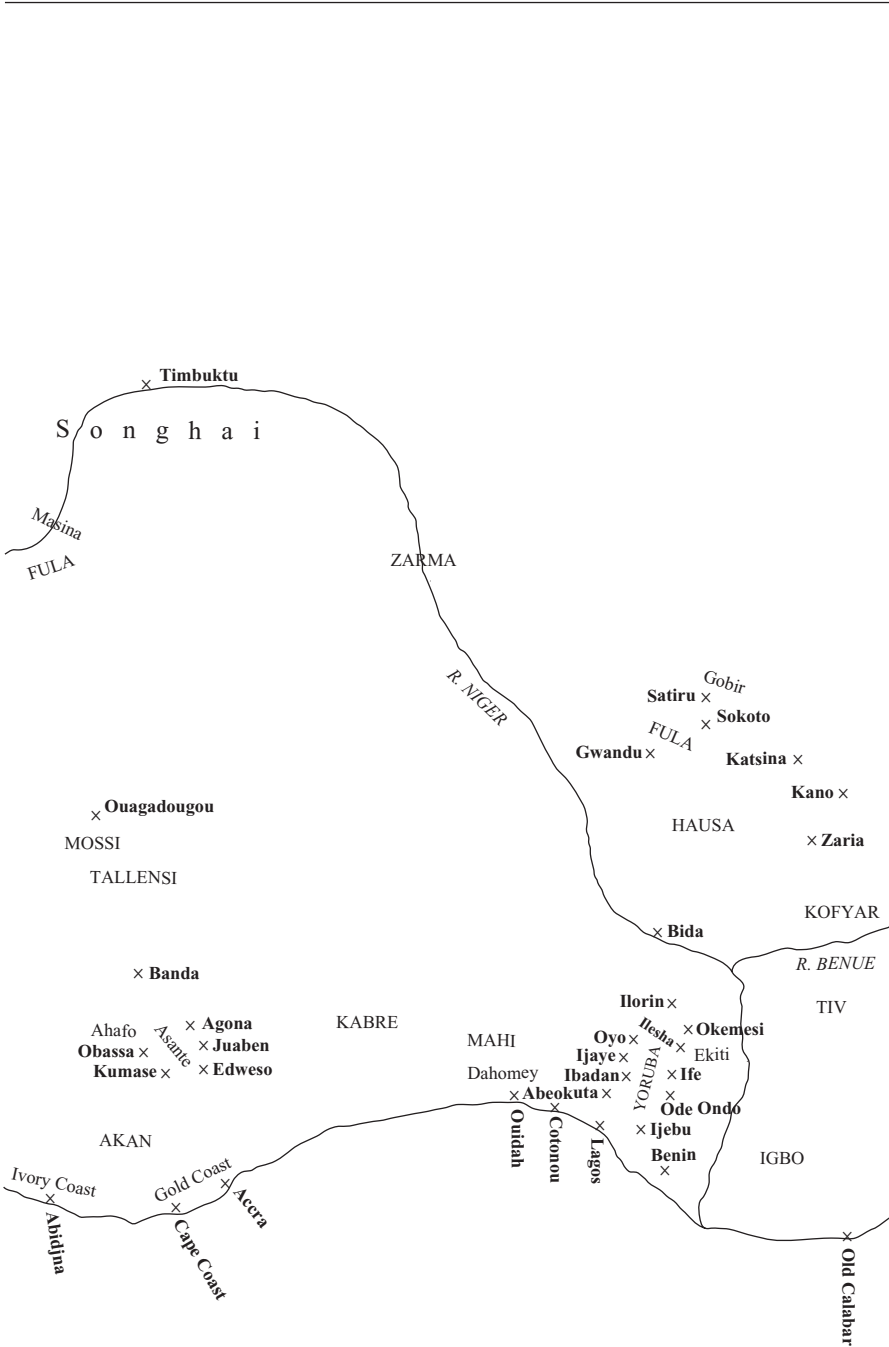 Timbuktu
Songhai
Masina
FULA
ZARMA
R. NIGER
Gobir
Satiru
Sokoto
FULA
Gwandu
Katsina
Kano
Ouagadougou
HAUSA
MOSSI
Zaria
TALLENSI
KOFYAR
Bida
R. BENUE
Banda
Ilorin
TIV
Ahafo
Asante
Agona
KABRE
Ilesha
Okemesi
Obassa
Juaben
MAHI
Oyo
Ekiti
Kumase
Edweso
Dahomey
Ijaye
Ibadan
YORUBA
Ife
Abeokuta
Ode Ondo
Ouidah
Cotonou
Lagos
Ijebu
AKAN
Benin
IGBO
Ivory Coast
Gold Coast
Accra
Abidjna
Cape Coast
Old Calabar